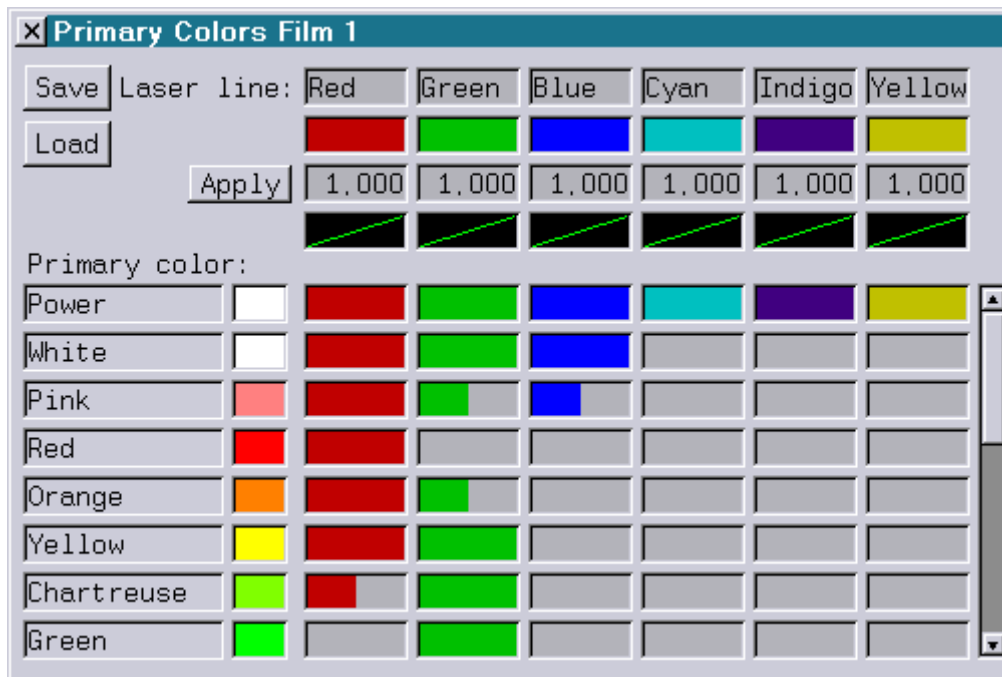 Primary Colors Film 1
Save Laser line: Red Green Blue Cyan Indigo Yellow
Load
Apply 1,000 1,000 1,000 1,000 1,000 1,000
Primary color:
Power
White
Pink
Red
Orange
Yellow
Chartreuse
Green